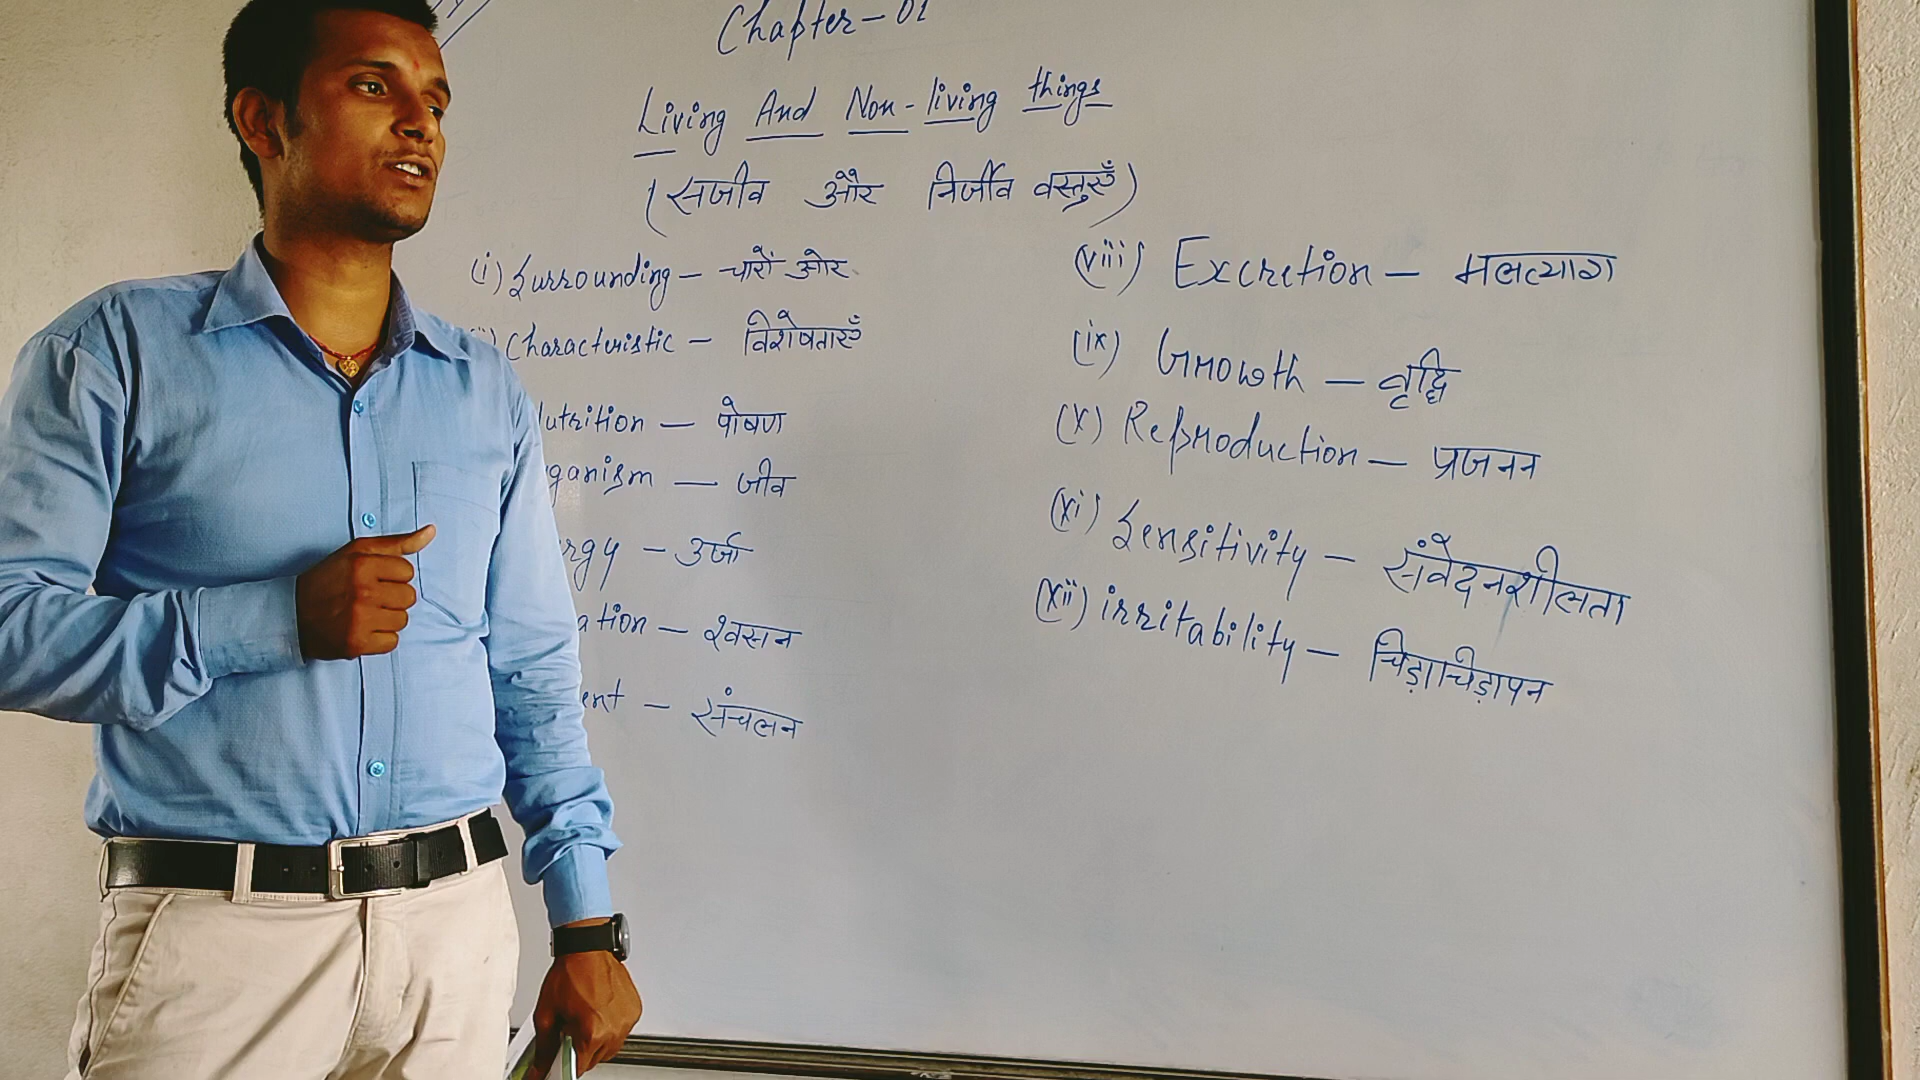 Chapter - 01
Living And Non-living things
(सजीव और निर्जीव वस्तुएँ)
(i) Surrounding - चारों ओर
) Characteristic - विशेषताएँ
utrition - पोषण
ganism - जीव
rgy - उर्जा
ation - श्वसन
ent - संचलन
(viii) Excretion - मलत्याग
(ix) Growth - वृद्धि
(x) Reproduction - प्रजनन
(xi) Sensitivity - संवेदनशीलता
(xii) irritability - चिड़ाचिड़ापन